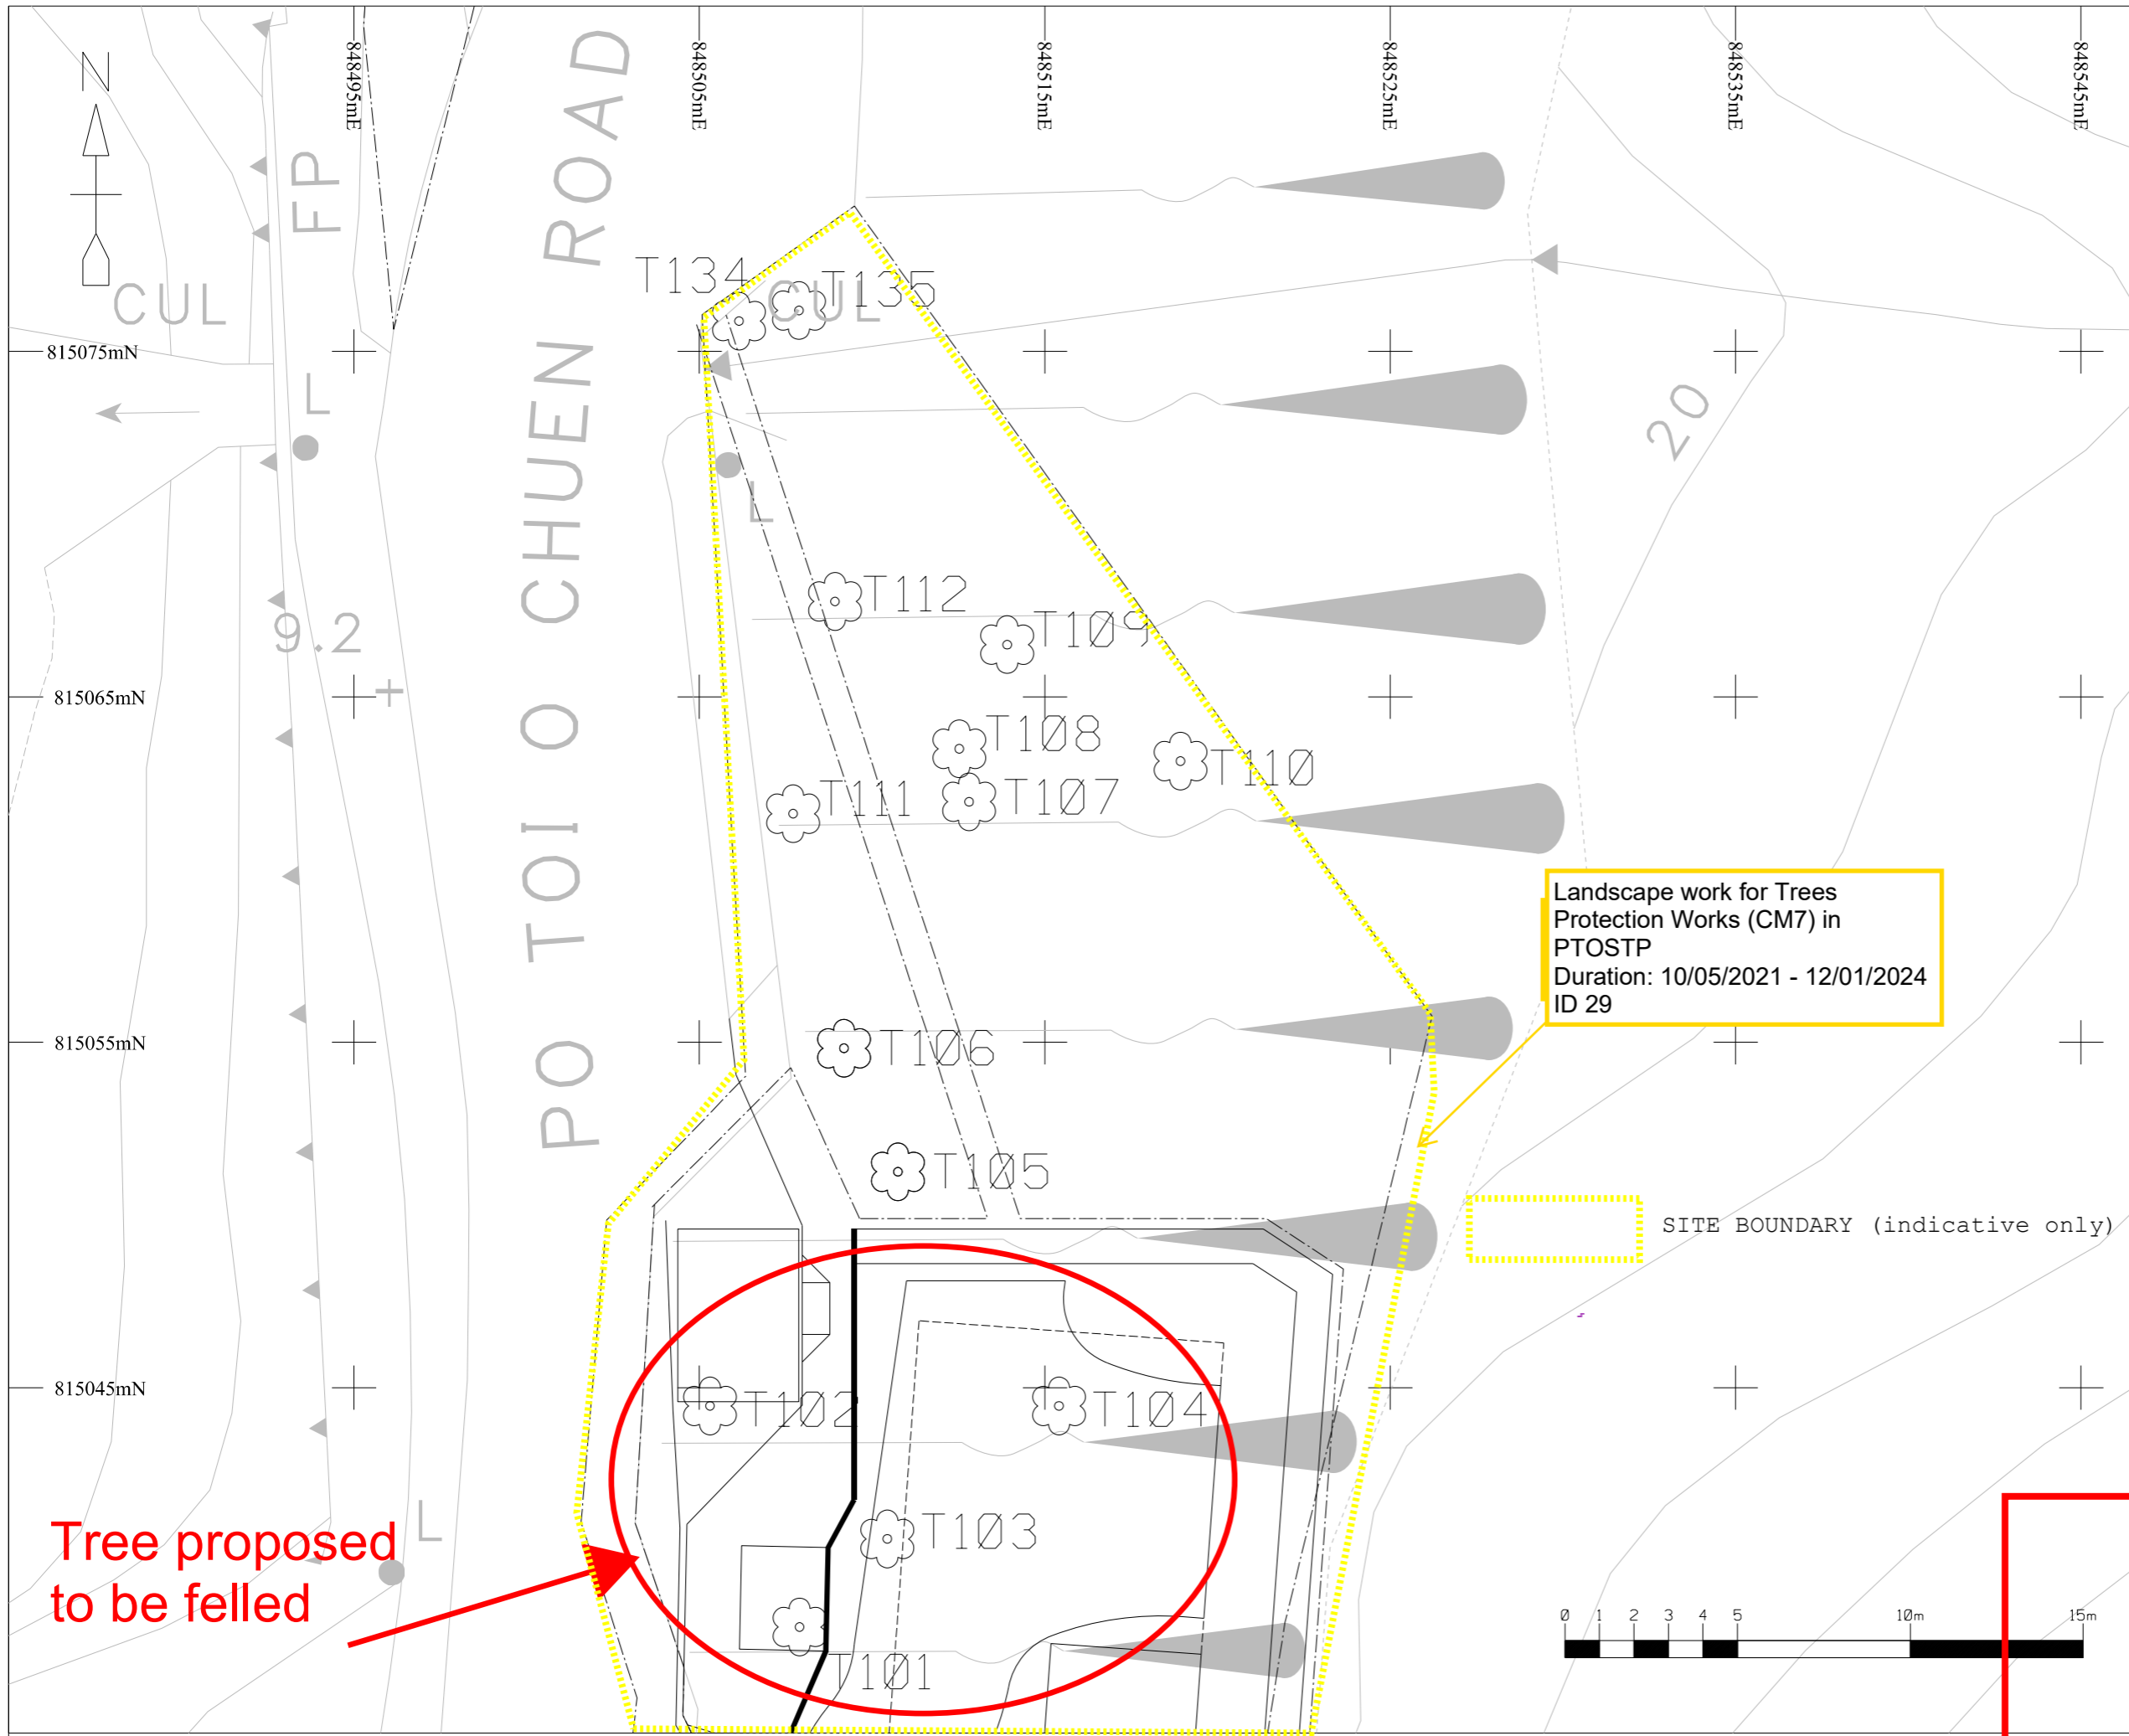 848495mE
848505mE
848515mE
848525mE
848535mE
848545mE
N
FP
CUL
PO TOI O CHUEN ROAD
T134
T135
CUL
815075mN
L
L
20
T112
T109
9.2
815065mN
T108
T110
T111
T107
Landscape work for Trees
Protection Works (CM7) in
PTOSTP
Duration: 10/05/2021 - 12/01/2024
ID 29
815055mN
T106
T105
SITE BOUNDARY (indicative only)
815045mN
T102
T104
L
T103
Tree proposed
to be felled
T101
0 1 2 3 4 5 10m 15m